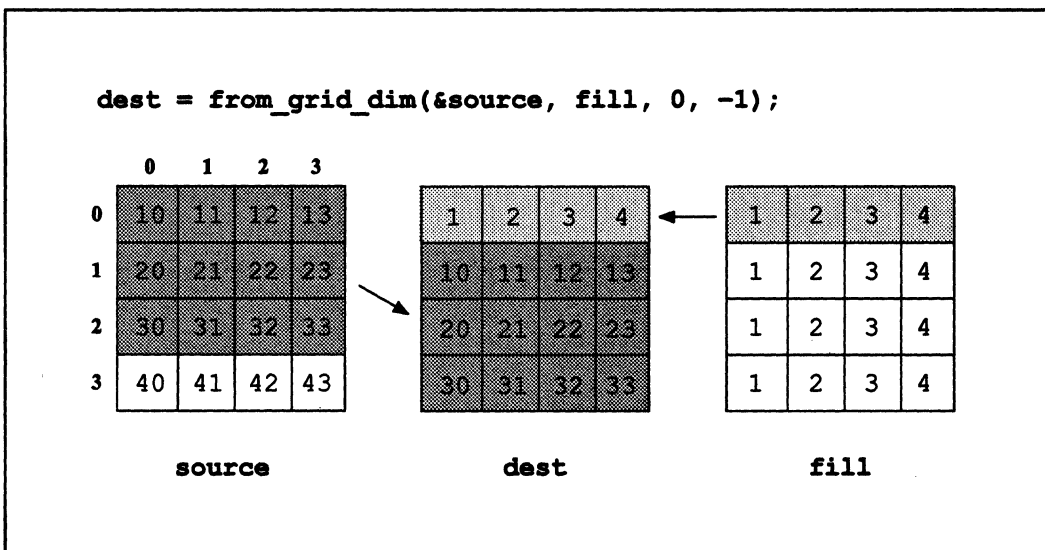 dest = from_grid_dim(&source, fill, 0, -1);
0 1 2 3
0 10 11 12 13 1 2 3 4 1 2 3 4
1 20 21 22 23 10 11 12 13 1 2 3 4
2 30 31 32 33 20 21 22 23 1 2 3 4
3 40 41 42 43 30 31 32 33 1 2 3 4
source dest fill